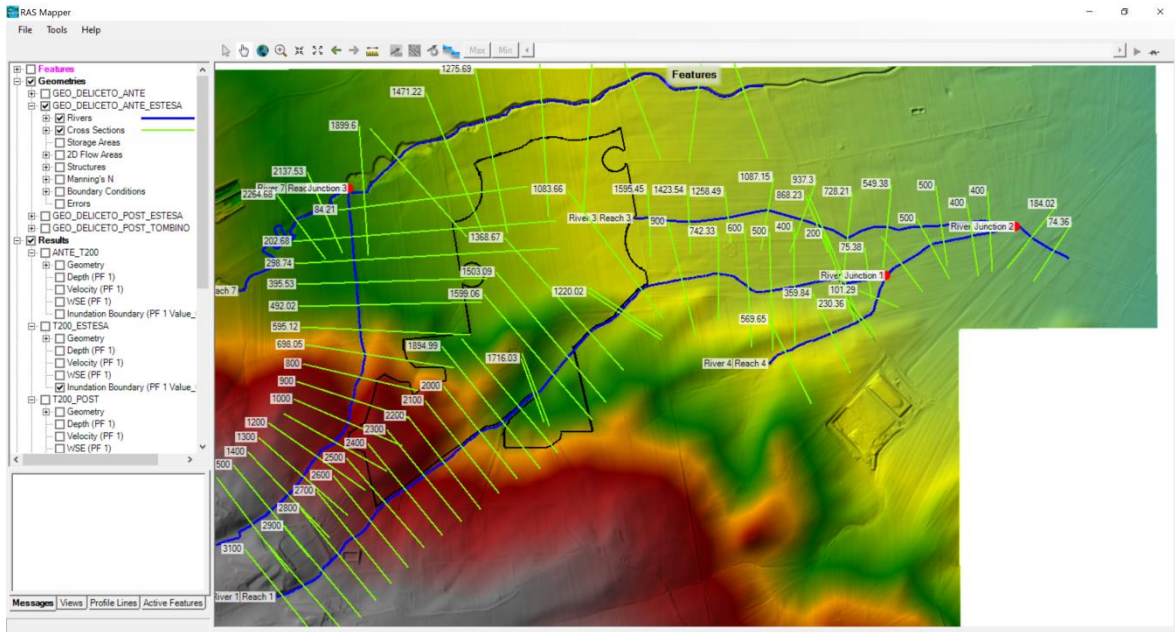 RAS Mapper
File Tools Help
Max Min
Features
Geometries
GEO_DELICETO_ANTE
GEO_DELICETO_ANTE_ESTESA
Rivers
Cross Sections
Storage Areas
2D Flow Areas
Structures
Manning's N
Boundary Conditions
Errors
GEO_DELICETO_POST_ESTESA
GEO_DELICETO_POST_TOMBINO
Results
ANTE_T200
Geometry
Depth (PF 1)
Velocity (PF 1)
WSE (PF 1)
Inundation Boundary (PF 1 Value_
T200_ESTESA
Geometry
Depth (PF 1)
Velocity (PF 1)
WSE (PF 1)
Inundation Boundary (PF 1 Value_
T200_POST
Geometry
Depth (PF 1)
Velocity (PF 1)
WSE (PF 1)
Messages Views Profile Lines Active Features
Features
1275.69
1471.22
1899.6
2137.53
2264.68
River 7 Reac Junction 3
84.21
202.68
298.74
ach 7
395.53
492.02
595.12
698.05
800
900
1000
1200
1300
1400
500
1083.66
1368.67
1503.09
1599.06
1220.02
1894.99
1716.03
2000
2100
2200
2300
2400
2500
2600
2700
2800
2900
3100
River 1 Reach 1
1595.45
1423.54
1258.49
1087.15
937.3
868.23
728.21
549.38
500
400
400
184.02
74.36
River 3 Reach 3
900
742.33
600
500
400
200
500
River Junction 2
75.38
River Junction 1
359.84
101.29
230.36
569.65
River 4 Reach 4